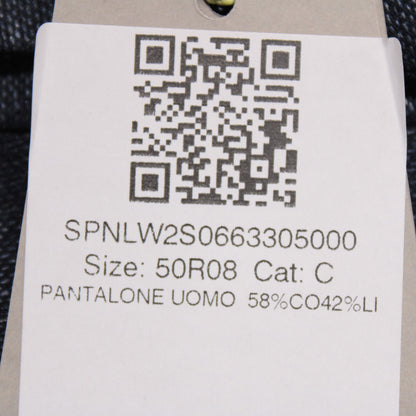 SPNLW2S0663305000
Size: 50R08 Cat: C
PANTALONE UOMO 58%CO42%LI